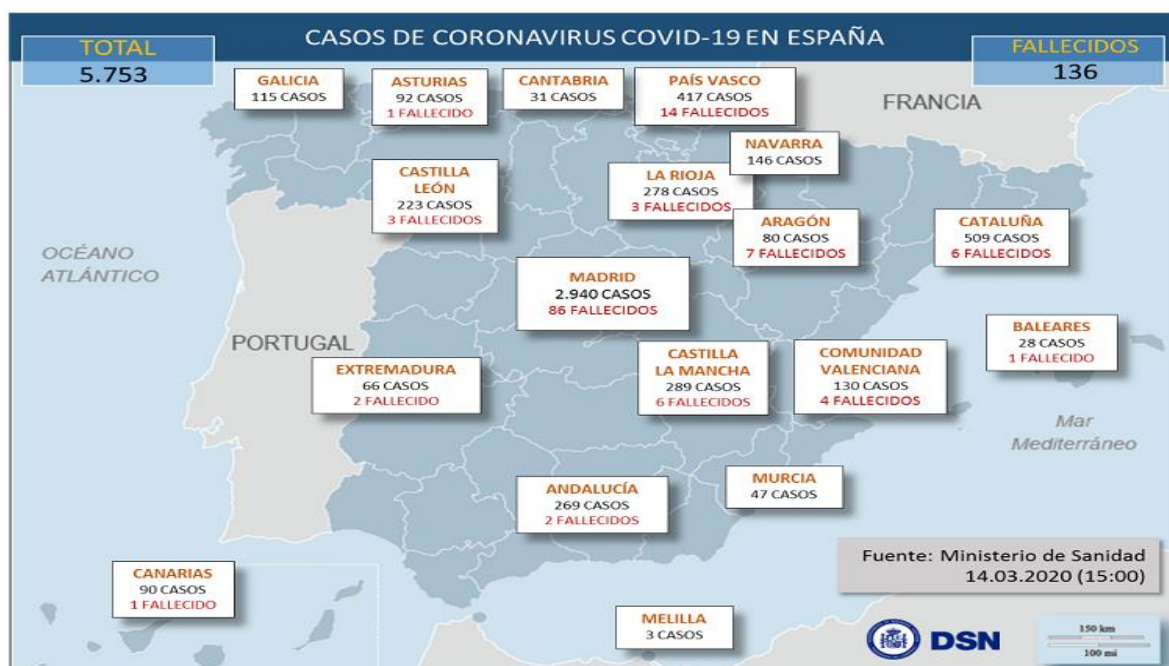 CASOS DE CORONAVIRUS COVID-19 EN ESPAÑA
TOTAL
5.753
FALLECIDOS
136
GALICIA
115 CASOS
ASTURIAS
92 CASOS
1 FALLECIDO
CANTABRIA
31 CASOS
PAÍS VASCO
417 CASOS
14 FALLECIDOS
FRANCIA
NAVARRA
146 CASOS
CASTILLA
LEÓN
223 CASOS
3 FALLECIDOS
LA RIOJA
278 CASOS
3 FALLECIDOS
ARAGÓN
80 CASOS
7 FALLECIDOS
CATALUÑA
509 CASOS
6 FALLECIDOS
OCÉANO
ATLÁNTICO
MADRID
2.940 CASOS
86 FALLECIDOS
PORTUGAL
BALEARES
28 CASOS
1 FALLECIDO
EXTREMADURA
66 CASOS
2 FALLECIDO
CASTILLA
LA MANCHA
289 CASOS
6 FALLECIDOS
COMUNIDAD
VALENCIANA
130 CASOS
4 FALLECIDOS
Mar
Mediterráneo
ANDALUCÍA
269 CASOS
2 FALLECIDOS
MURCIA
47 CASOS
Fuente: Ministerio de Sanidad
14.03.2020 (15:00)
CANARIAS
90 CASOS
1 FALLECIDO
MELILLA
3 CASOS
DSN
150 km
100 mi